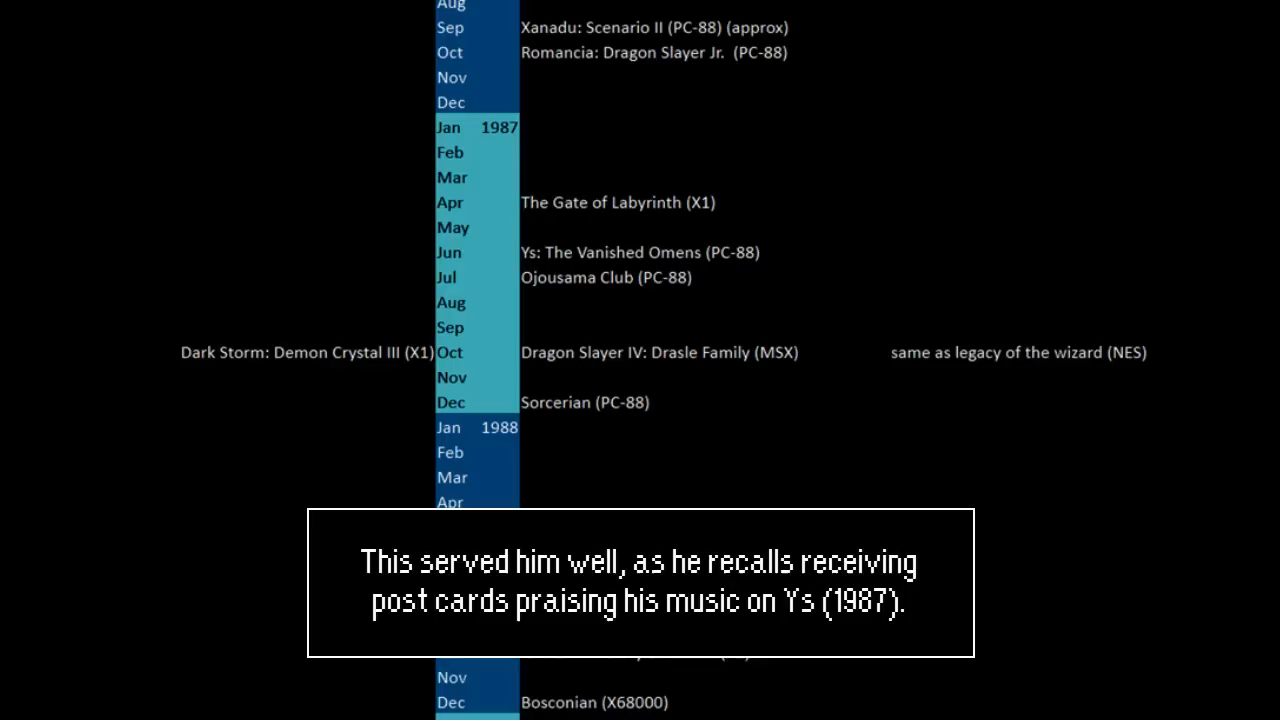 Aug
Sep Xanadu: Scenario II (PC-88) (approx)
Oct Romancia: Dragon Slayer Jr. (PC-88)
Nov
Dec
Jan 1987
Feb
Mar
Apr The Gate of Labyrinth (X1)
May
Jun Ys: The Vanished Omens (PC-88)
Jul Ojousama Club (PC-88)
Aug
Sep
Dark Storm: Demon Crystal III (X1) Oct Dragon Slayer IV: Drasle Family (MSX) same as legacy of the wizard (NES)
Nov
Dec Sorcerian (PC-88)
Jan 1988
Feb
Mar
Apr
This served him well, as he recalls receiving
post cards praising his music on Ys (1987).
Nov
Dec Bosconian (X68000)